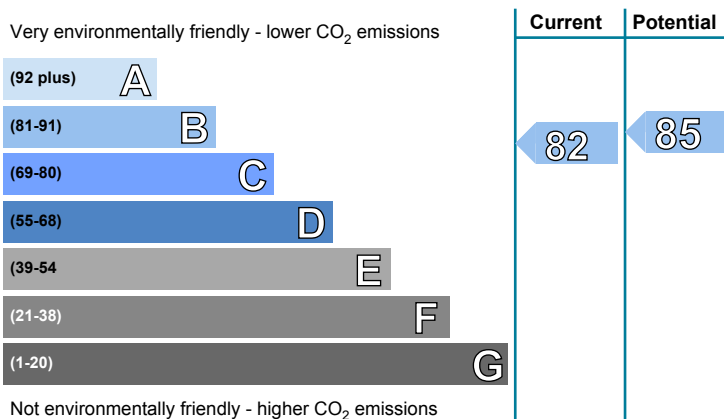 Very environmentally friendly - lower CO₂ emissions
Current
Potential
(92 plus) A
(81-91) B
(69-80) C
(55-68) D
(39-54 E
(21-38) F
(1-20) G
82
85
Not environmentally friendly - higher CO₂ emissions